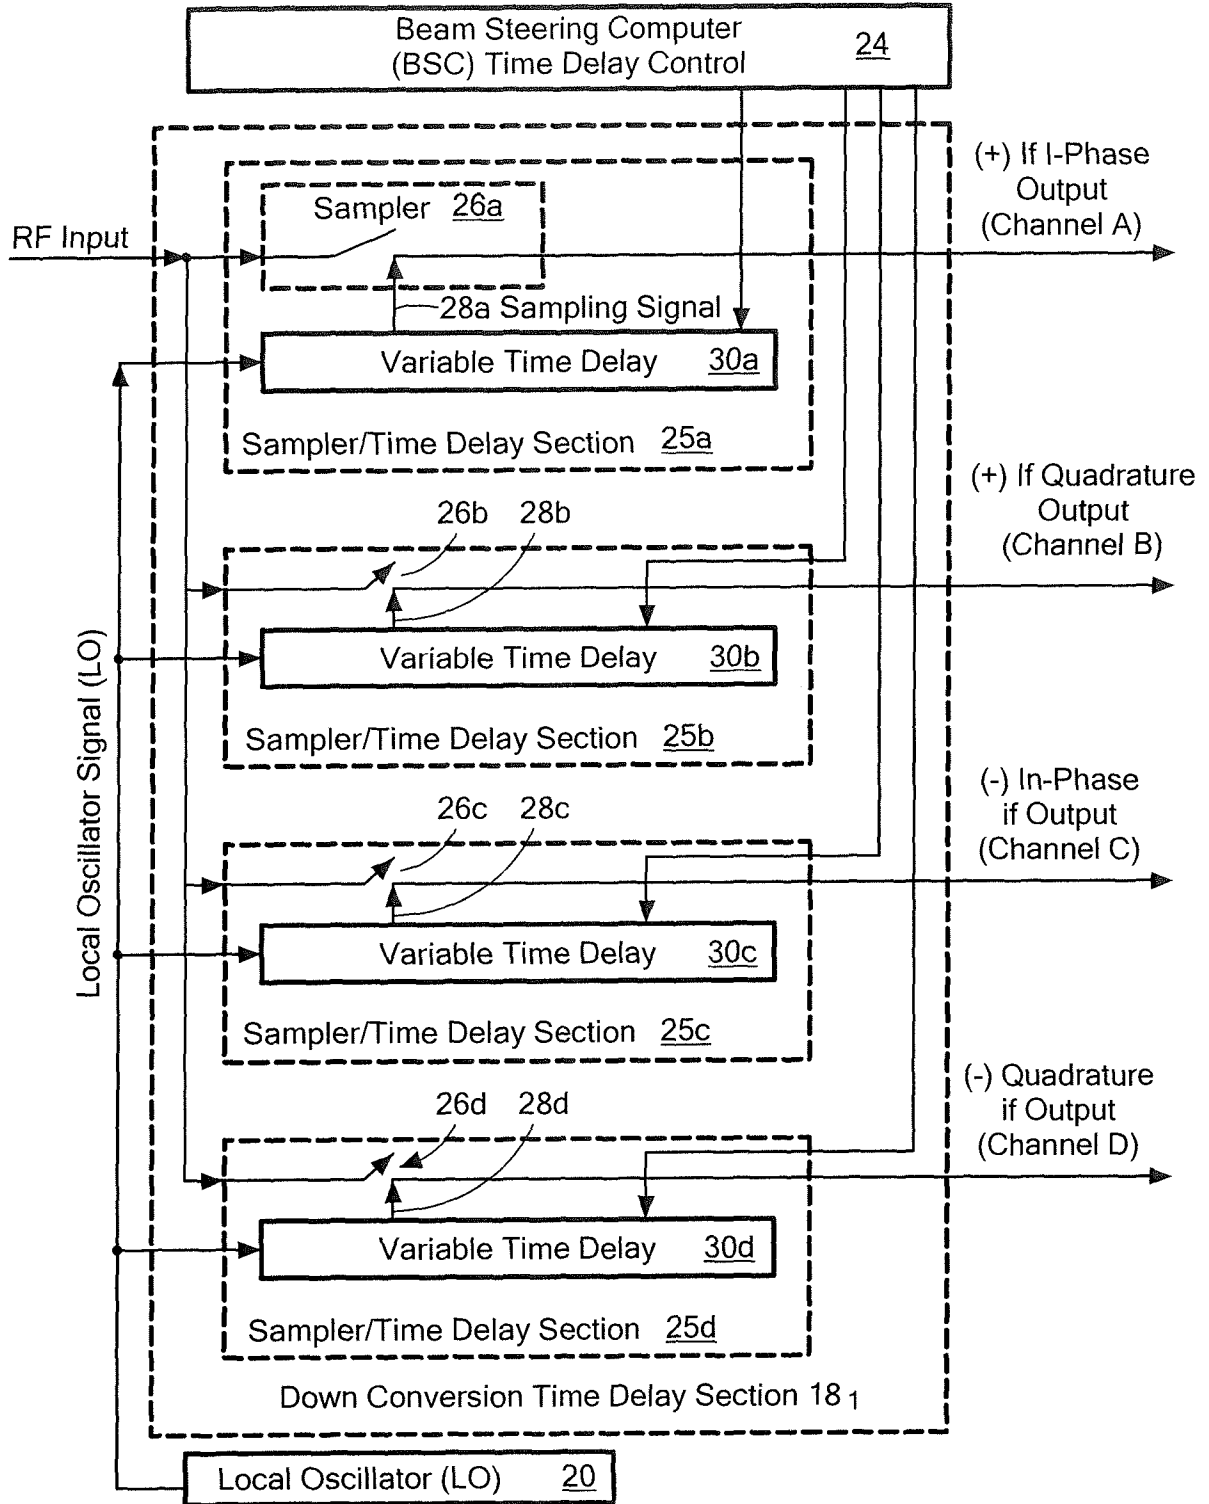 Beam Steering Computer
(BSC) Time Delay Control 24
(+) If I-Phase
Output
(Channel A)
Sampler 26a
RF Input
28a Sampling Signal
Variable Time Delay 30a
Sampler/Time Delay Section 25a
(+) If Quadrature
Output
(Channel B)
26b 28b
Variable Time Delay 30b
Sampler/Time Delay Section 25b
Local Oscillator Signal (LO)
(-) In-Phase
if Output
(Channel C)
26c 28c
Variable Time Delay 30c
Sampler/Time Delay Section 25c
(-) Quadrature
if Output
(Channel D)
26d 28d
Variable Time Delay 30d
Sampler/Time Delay Section 25d
Down Conversion Time Delay Section 18 1
Local Oscillator (LO) 20